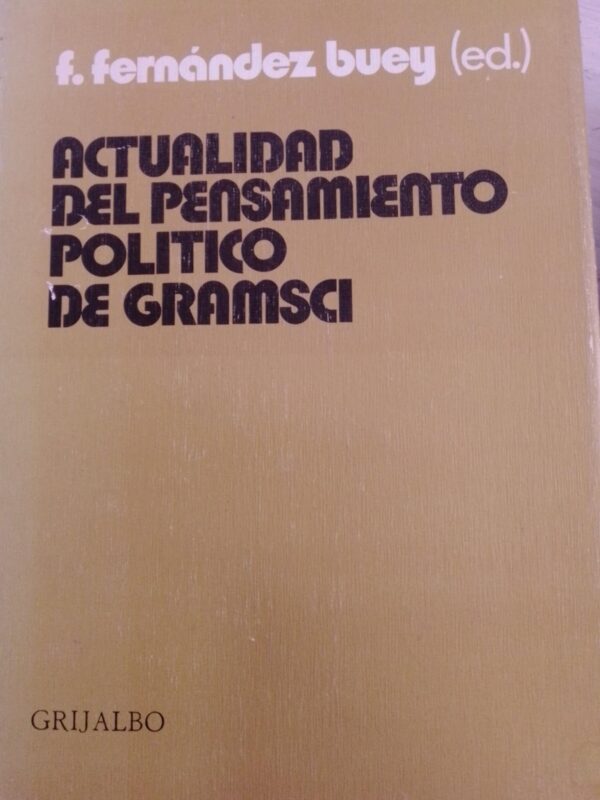 f. fernández buey (ed.)
ACTUALIDAD
DEL PENSAMIENTO
POLITICO
DE GRAMSCI
GRIJALBO